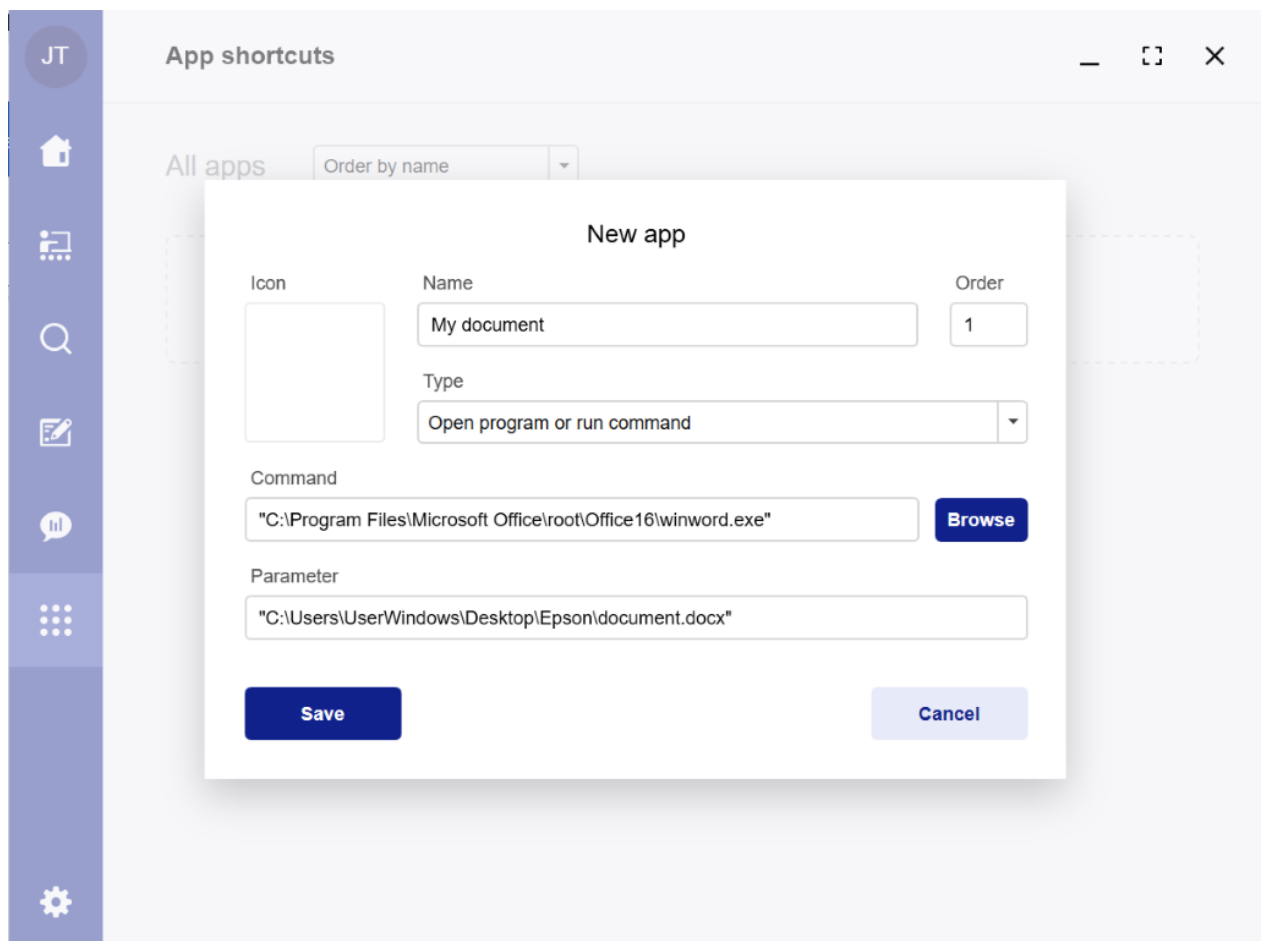 JT
App shortcuts
All apps
Order by name
New app
Icon
Name
Order
My document
1
Type
Open program or run command
Command
"C:\Program Files\Microsoft Office\root\Office16\winword.exe"
Browse
Parameter
"C:\Users\UserWindows\Desktop\Epson\document.docx"
Save
Cancel